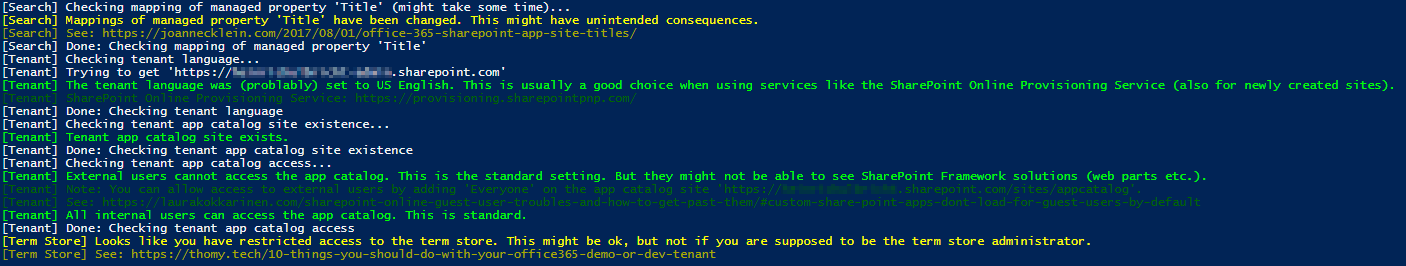 [Search] Checking mapping of managed property 'Title' (might take some time)...
[Search] Mappings of managed property 'Title' have been changed. This might have unintended consequences.
[Search] See: https://joannecklein.com/2017/08/01/office-365-sharepoint-app-site-titles/
[Search] Done: Checking mapping of managed property 'Title'
[Tenant] Checking tenant language...
[Tenant] Trying to get 'https://.sharepoint.com'
[Tenant] The tenant language was (problably) set to US English. This is usually a good choice when using services like the SharePoint Online Provisioning Service (also for newly created sites).
[Tenant] SharePoint Online Provisioning Service: https://provisioning.sharepointpnp.com/
[Tenant] Done: Checking tenant language
[Tenant] Checking tenant app catalog site existence...
[Tenant] Tenant app catalog site exists.
[Tenant] Done: Checking tenant app catalog site existence
[Tenant] Checking tenant app catalog access...
[Tenant] External users cannot access the app catalog. This is the standard setting. But they might not be able to see SharePoint Framework solutions (web parts etc.).
[Tenant] Note: You can allow access to external users by adding 'Everyone' on the app catalog site 'https://.sharepoint.com/sites/appcatalog'.
[Tenant] See: https://laurakokkarinen.com/sharepoint-online-guest-user-troubles-and-how-to-get-past-them/#custom-share-point-apps-dont-load-for-guest-users-by-default
[Tenant] All internal users can access the app catalog. This is standard.
[Tenant] Done: Checking tenant app catalog access
[Term Store] Looks like you have restricted access to the term store. This might be ok, but not if you are supposed to be the term store administrator.
[Term Store] See: https://thomy.tech/10-things-you-should-do-with-your-office365-demo-or-dev-tenant